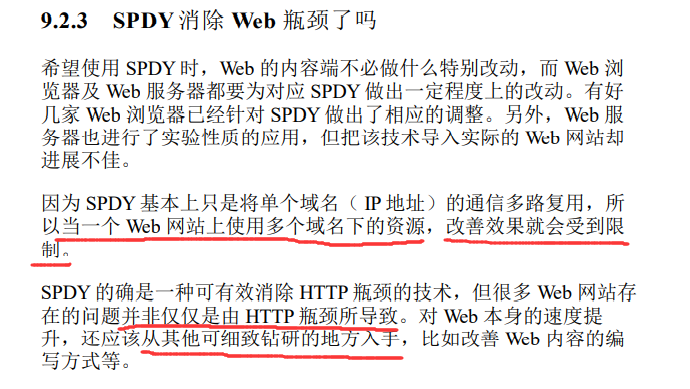 9.2.3 SPDY 消除 Web 瓶颈了吗
希望使用 SPDY 时，Web 的内容端不必做什么特别改动，而 Web 浏
览器及 Web 服务器都要为对应 SPDY 做出一定程度上的改动。有好
几家 Web 浏览器已经针对 SPDY 做出了相应的调整。另外，Web 服
务器也进行了实验性质的应用，但把该技术导入实际的 Web 网站却
进展不佳。
因为 SPDY 基本上只是将单个域名（ IP 地址）的通信多路复用，所
以当一个 Web 网站上使用多个域名下的资源，改善效果就会受到限
制。
SPDY 的确是一种可有效消除 HTTP 瓶颈的技术，但很多 Web 网站存
在的问题并非仅仅是由 HTTP 瓶颈所导致。对 Web 本身的速度提
升，还应该从其他可细致钻研的地方入手，比如改善 Web 内容的编
写方式等。